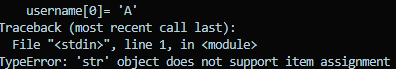 username[0]= 'A'
Traceback (most recent call last):
File "<stdin>", line 1, in <module>
TypeError: 'str' object does not support item assignment